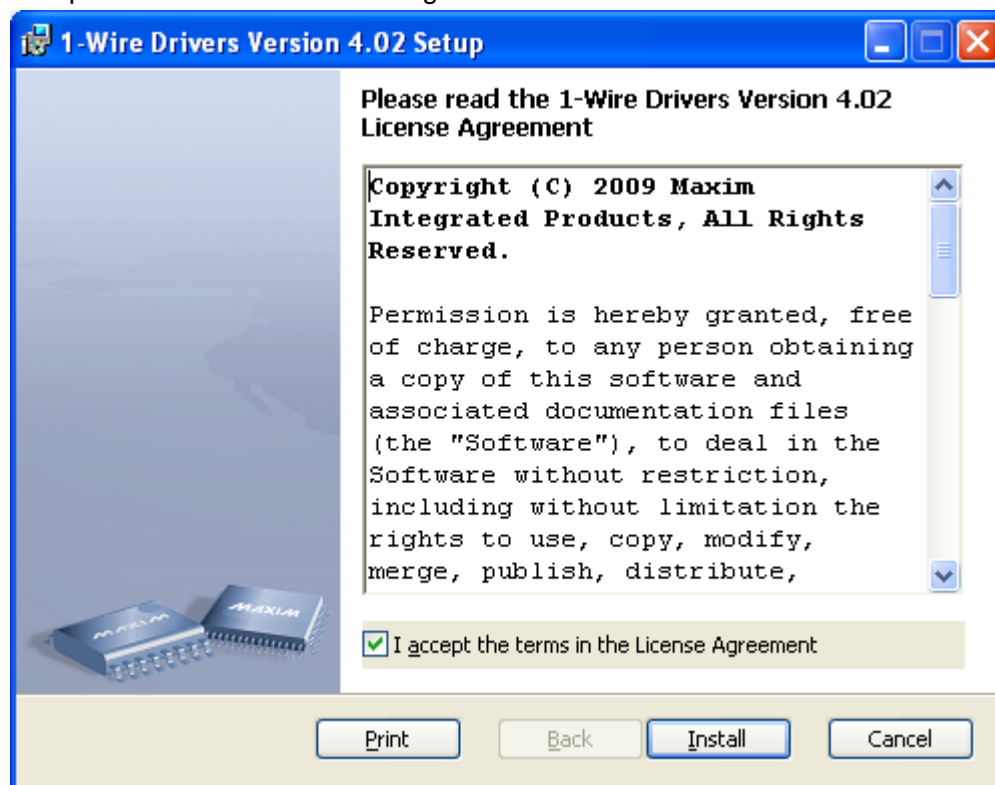 1-Wire Drivers Version 4.02 Setup
Please read the 1-Wire Drivers Version 4.02
License Agreement
Copyright (C) 2009 Maxim
Integrated Products, All Rights
Reserved.
Permission is hereby granted, free
of charge, to any person obtaining
a copy of this software and
associated documentation files
(the "Software"), to deal in the
Software without restriction,
including without limitation the
rights to use, copy, modify,
merge, publish, distribute,
MAXIM
MAXIM
I accept the terms in the License Agreement
Print Back Install Cancel